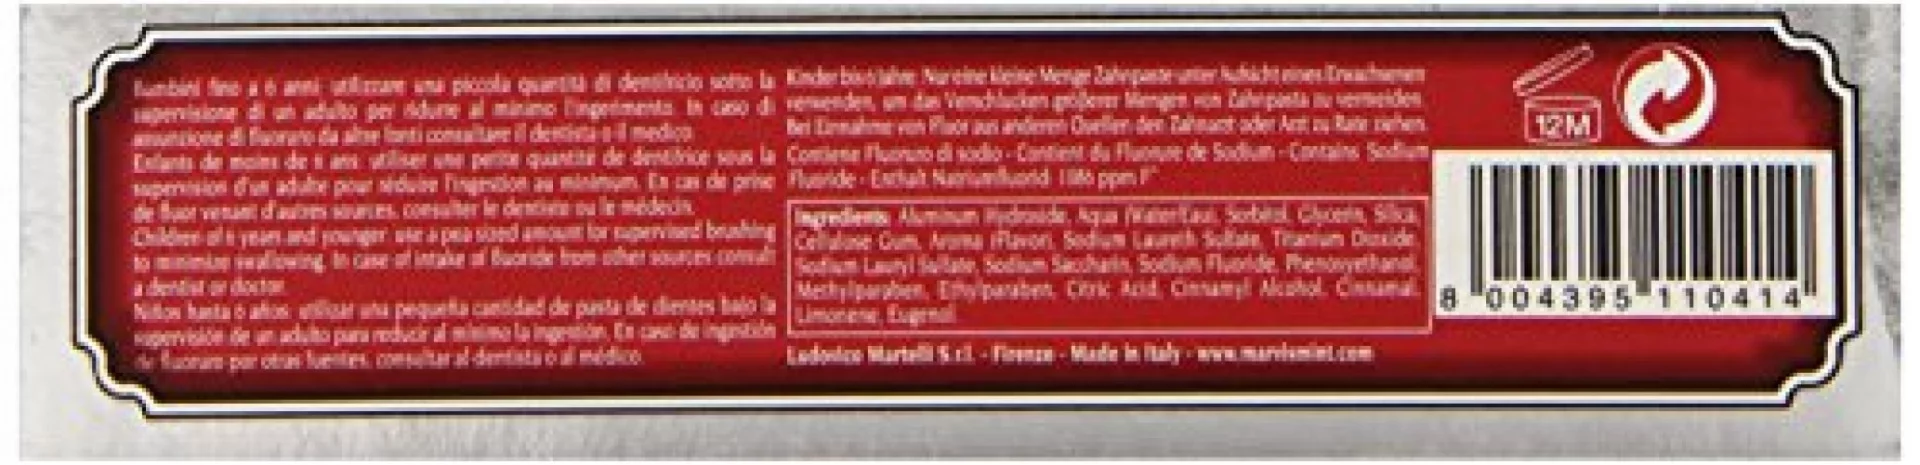 Bambini fino a 6 anni: utilizzare una piccola quantità di dentifricio sotto la
supervisione di un adulto per ridurre al minimo l'ingerimento. In caso di
assunzione di fluoruro da altre fonti consultare il dentista o il medico.
Enfants de moins de 6 ans: utiliser une petite quantité de dentifrice sous la
supervision d'un adulte pour réduire l'ingestion au minimum. En cas de prise
de fluor venant d'autres sources, consulter le dentiste ou le médecin.
Children of 6 years and younger: use a pea sized amount for supervised brushing
to minimize swallowing. In case of intake of fluoride from other sources consult
a dentist or doctor.
Niños hasta 6 años: utilizar una pequeña cantidad de pasta de dientes bajo la
supervisión de un adulto para reducir al mínimo la ingestión. En caso de ingestión
de fluoruro por otras fuentes, consultar al dentista o al médico.
Kinder bis 6 Jahre: Nur eine kleine Menge Zahnpaste unter Aufsicht eines Erwachsenen
verwenden, um das Verschlucken größerer Mengen von Zahnpasta zu vermeiden.
Bei Einnahme von Fluor aus anderen Quellen den Zahnarzt oder Arzt zu Rate ziehen.
Contiene Fluoruro di sodio - Contient du Fluorure de Sodium - Contains Sodium
Fluoride - Enthält Natriumfluorid ppm F
Ingredients: Aluminum Hydroxide, Aqua (Water/Eau), Sorbitol, Glycerin, Silica,
Cellulose Gum, Aroma (Flavor), Sodium Laureth Sulfate, Titanium Dioxide,
Sodium Lauryl Sulfate, Sodium Saccharin, Sodium Fluoride, Phenoxyethanol,
Methylparaben, Ethylparaben, Citric Acid, Cinnamyl Alcohol, Cinnamal,
Limonene, Eugenol.
Ludovico Martelli S.r.l. - Firenze - Made in Italy - www.marvismint.com
12M
8 004395 110414